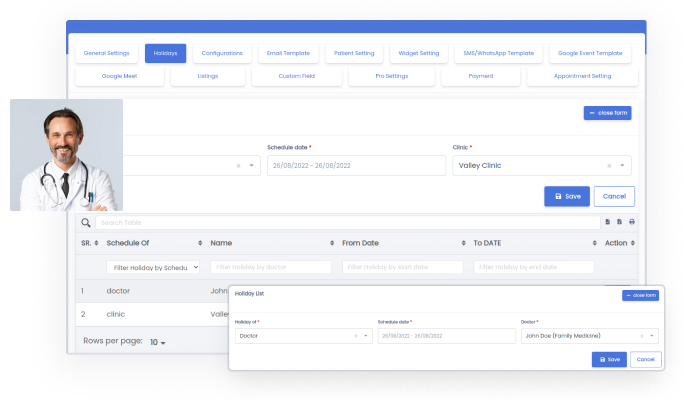 General Settings Holidays Configurations Email Template Patient Setting Widget Setting SMS/WhatsApp Template Google Event Template
Google Meet Listings Custom Field Pro Settings Payment Appointment Setting
close form
Schedule date * Clinic *
26/08/2022 - 26/08/2022 Valley Clinic
Save Cancel
Search Table
SR. Schedule Of Name From Date To DATE Action
Filter Holiday by Schedu Filter Holiday by doctor Filter Holiday by start date Filter Holiday by end date
1 doctor John
2 clinic Valle
Rows per page: 10
Holiday List
close form
Holiday of * Schedule date * Doctor *
Doctor 26/08/2022 - 26/08/2022 John Doe (Family Medicine)
Save Cancel